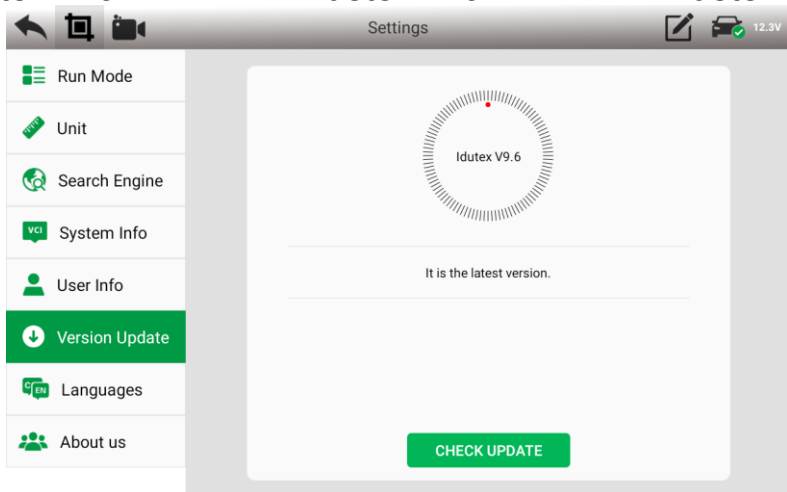 Settings
12.3V
Run Mode
Unit
Search Engine
VCI
System Info
User Info
Version Update
C EN
Languages
About us
Idutex V9.6
It is the latest version.
CHECK UPDATE